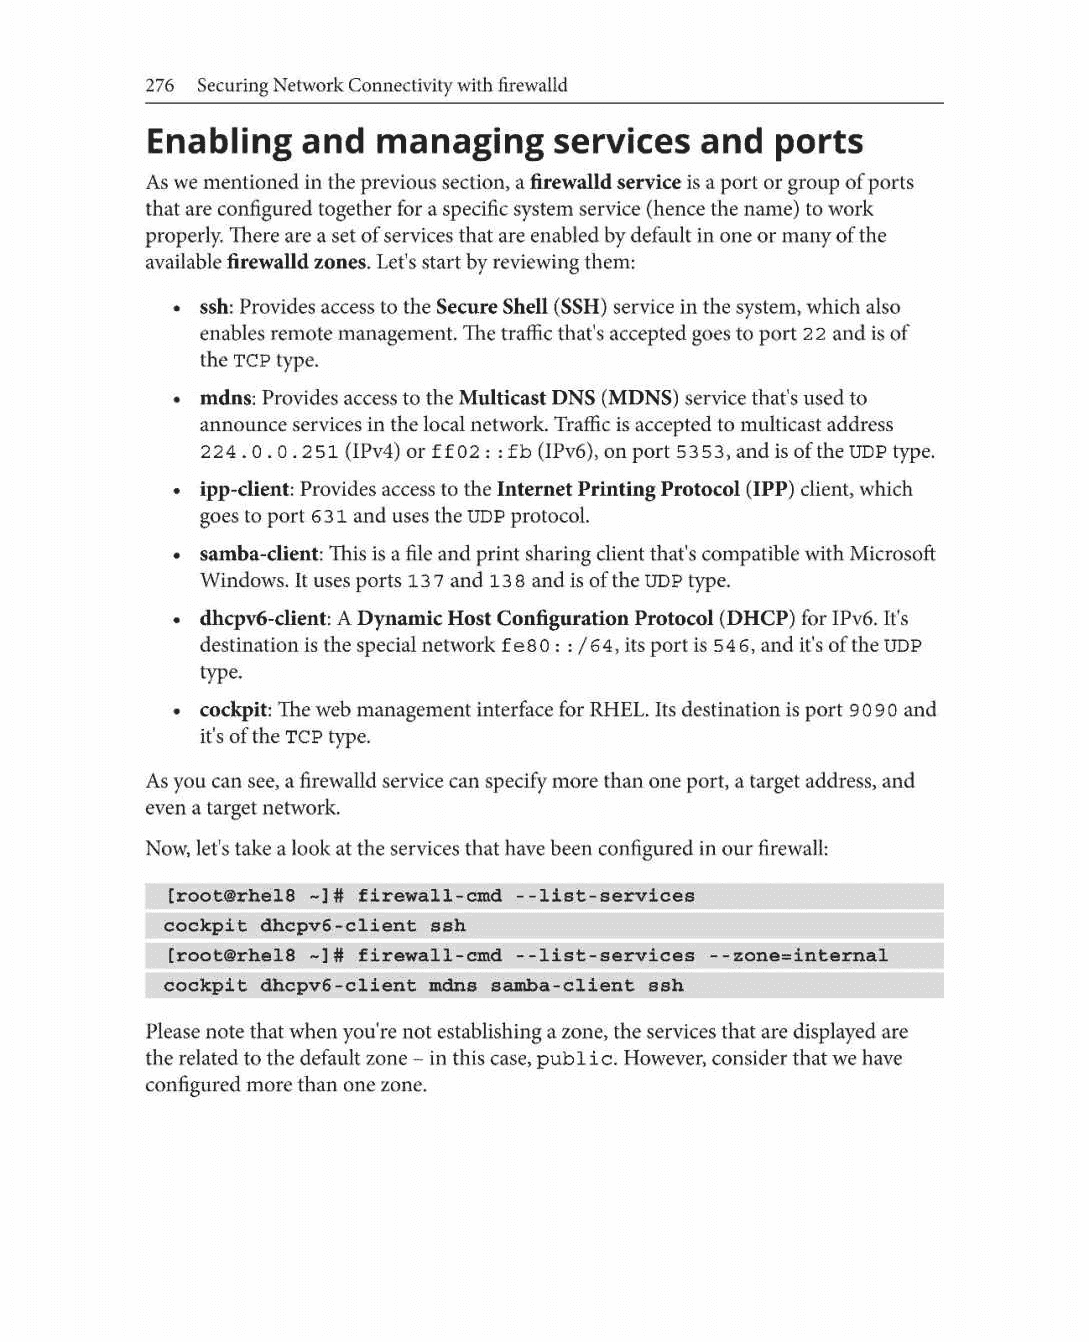 276 Securing Network Connectivity with firewalld
Enabling and managing services and ports
As we mentioned in the previous section, a firewalld service is a port or group of ports
that are configured together for a specific system service (hence the name) to work
properly. There are a set of services that are enabled by default in one or many of the
available firewalld zones. Let's start by reviewing them:
• ssh: Provides access to the Secure Shell (SSH) service in the system, which also
enables remote management. The traffic that's accepted goes to port 22 and is of
the TCP type.
• mdns: Provides access to the Multicast DNS (MDNS) service that's used to
announce services in the local network. Traffic is accepted to multicast address
224.0.0.251 (IPv4) or ff02::fb (IPv6), on port 5353, and is of the UDP type.
• ipp-client: Provides access to the Internet Printing Protocol (IPP) client, which
goes to port 631 and uses the UDP protocol.
• samba-client: This is a file and print sharing client that's compatible with Microsoft
Windows. It uses ports 137 and 138 and is of the UDP type.
• dhcpv6-client: A Dynamic Host Configuration Protocol (DHCP) for IPv6. It's
destination is the special network fe80::/64, its port is 546, and it's of the UDP
type.
• cockpit: The web management interface for RHEL. Its destination is port 9090 and
it's of the TCP type.
As you can see, a firewalld service can specify more than one port, a target address, and
even a target network.
Now, let's take a look at the services that have been configured in our firewall:
[root@rhel8 ~]# firewall-cmd --list-services
cockpit dhcpv6-client ssh
[root@rhel8 ~]# firewall-cmd --list-services --zone=internal
cockpit dhcpv6-client mdns samba-client ssh
Please note that when you're not establishing a zone, the services that are displayed are
the related to the default zone – in this case, public. However, consider that we have
configured more than one zone.